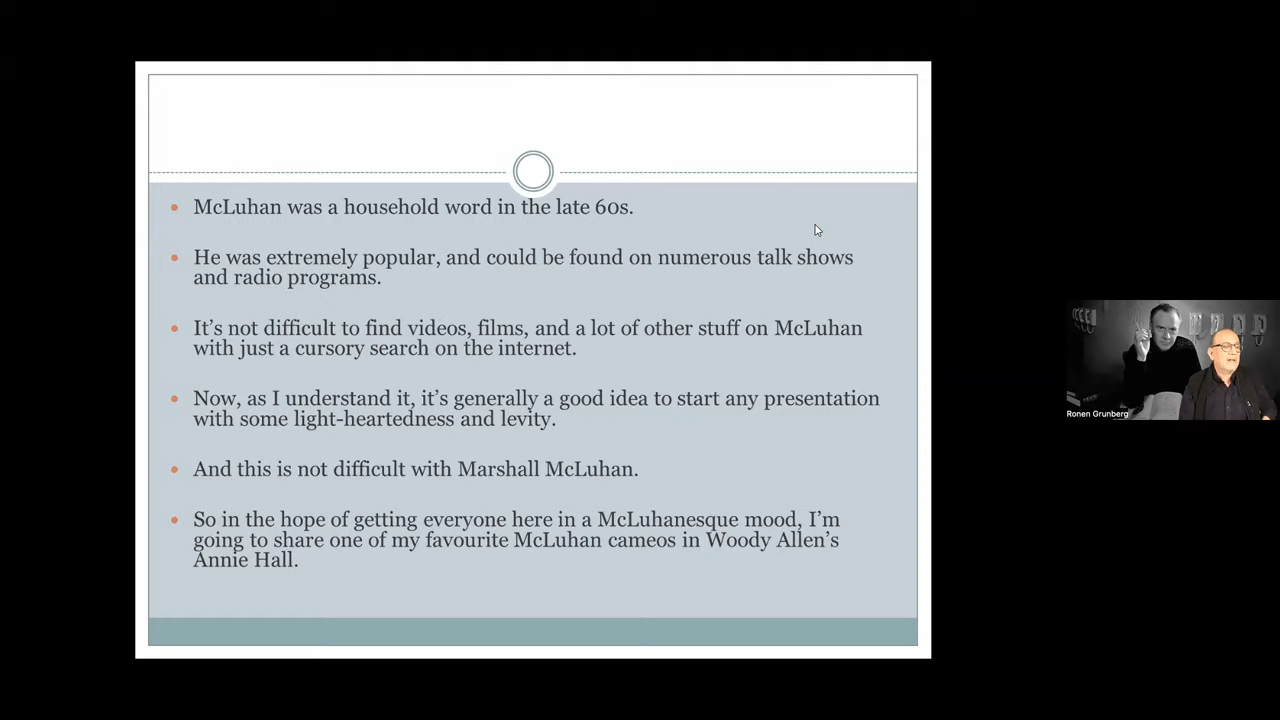 McLuhan was a household word in the late 60s.
He was extremely popular, and could be found on numerous talk shows
and radio programs.
It's not difficult to find videos, films, and a lot of other stuff on McLuhan
with just a cursory search on the internet.
Now, as I understand it, it's generally a good idea to start any presentation
with some light-heartedness and levity.
And this is not difficult with Marshall McLuhan.
So in the hope of getting everyone here in a McLuhanesque mood, I'm
going to share one of my favourite McLuhan cameos in Woody Allen's
Annie Hall.
Ronen Grunberg